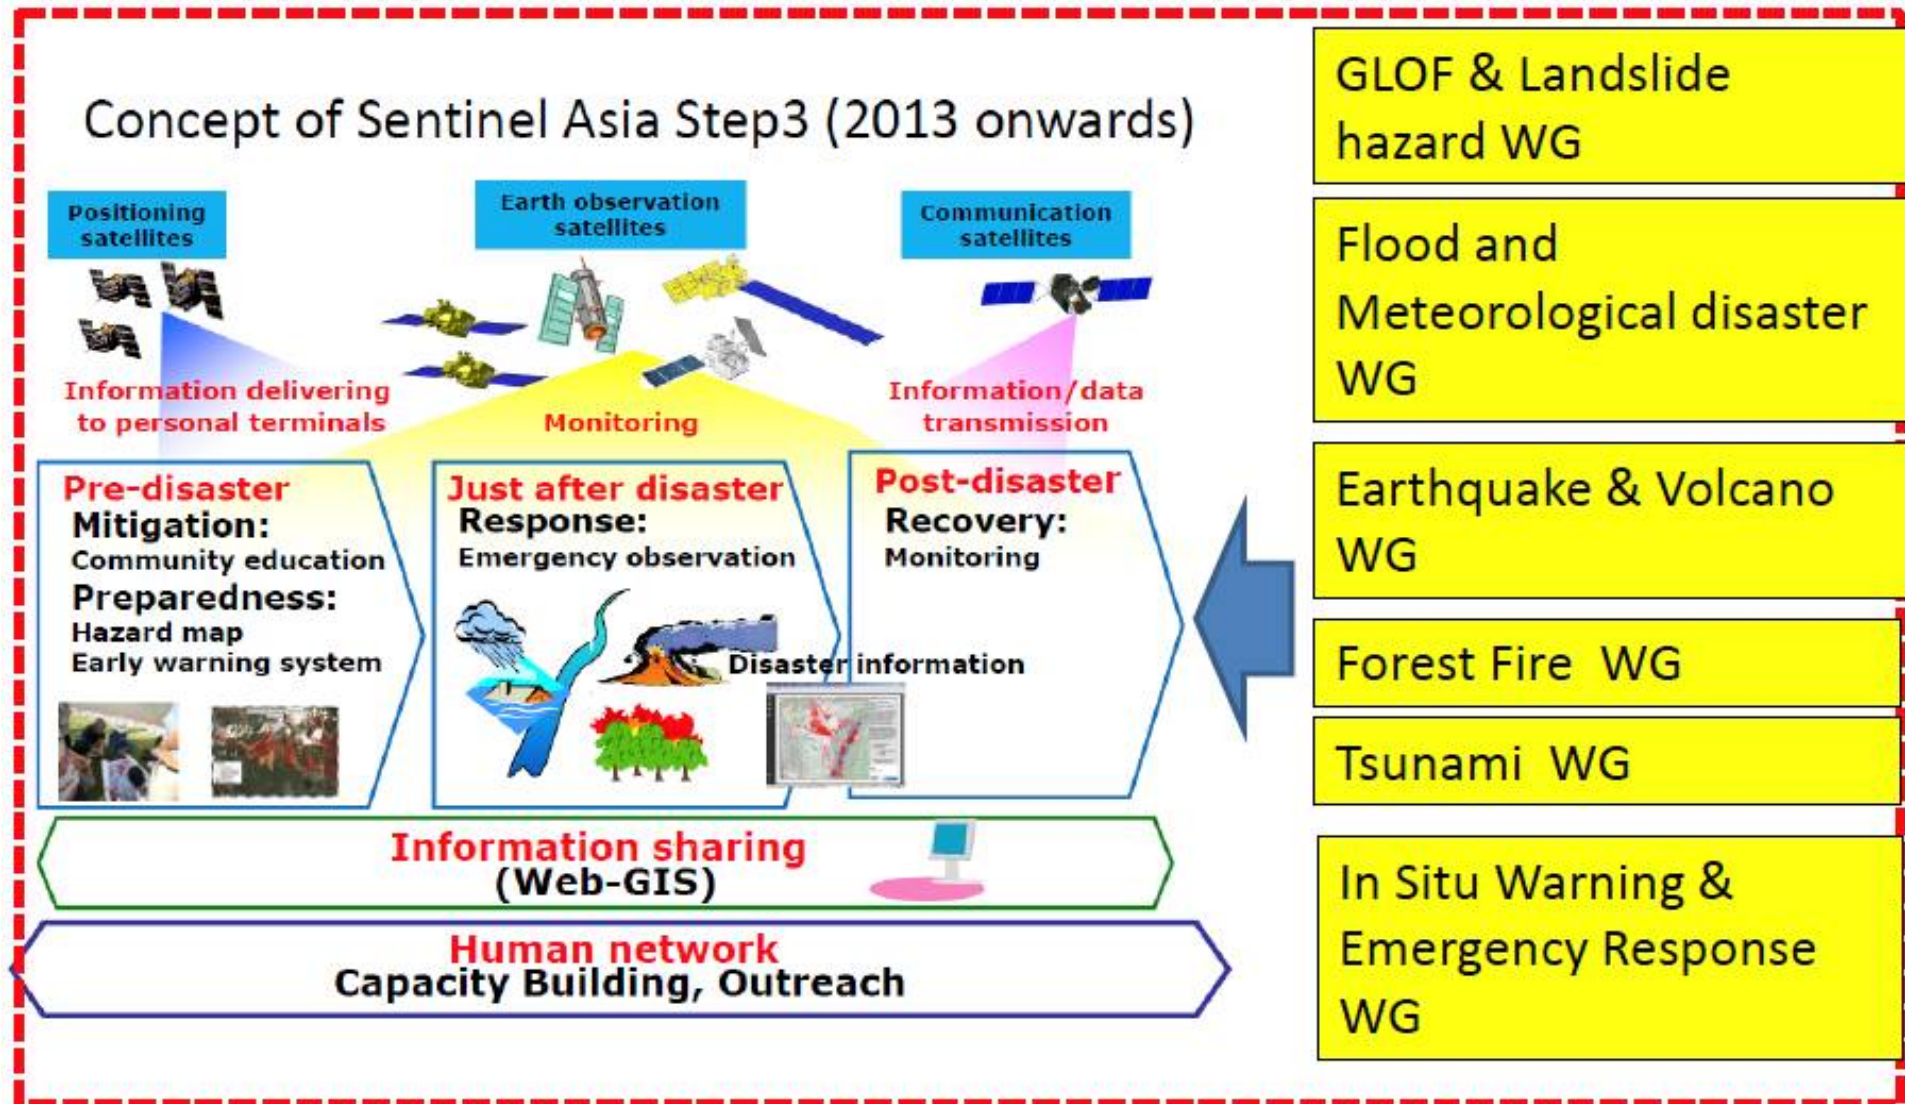 Concept of Sentinel Asia Step3 (2013 onwards)
Positioning
satellites
Earth observation
satellites
Communication
satellites
Information delivering
to personal terminals
Monitoring
Information/data
transmission
Pre-disaster
Mitigation:
Community education
Preparedness:
Hazard map
Early warning system
Just after disaster
Response:
Emergency observation
Disaster information
Post-disaster
Recovery:
Monitoring
Information sharing
(Web-GIS)
Human network
Capacity Building, Outreach
GLOF & Landslide
hazard WG
Flood and
Meteorological disaster
WG
Earthquake & Volcano
WG
Forest Fire WG
Tsunami WG
In Situ Warning &
Emergency Response
WG